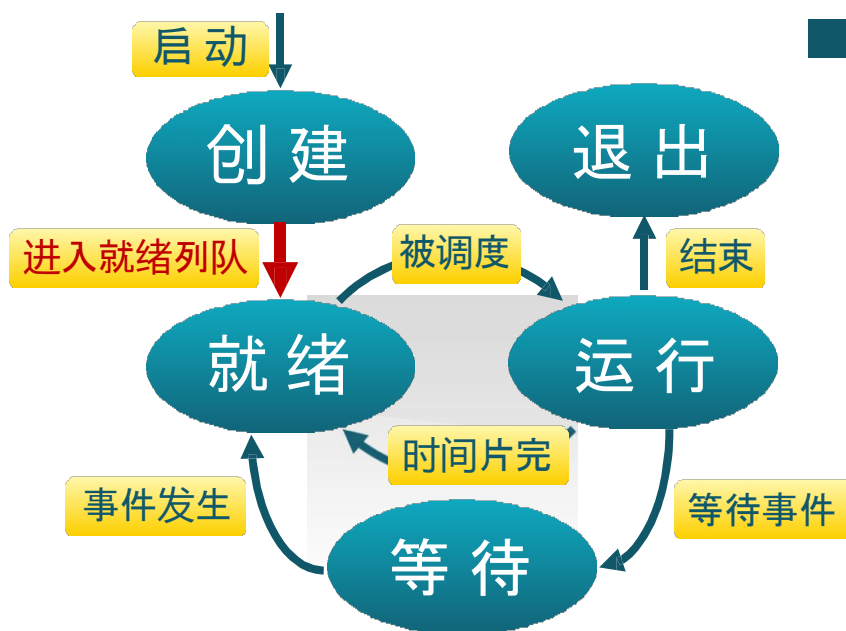 启动
创建
退出
进入就绪列队
被调度
结束
就绪
运行
时间片完
事件发生
等待事件
等待